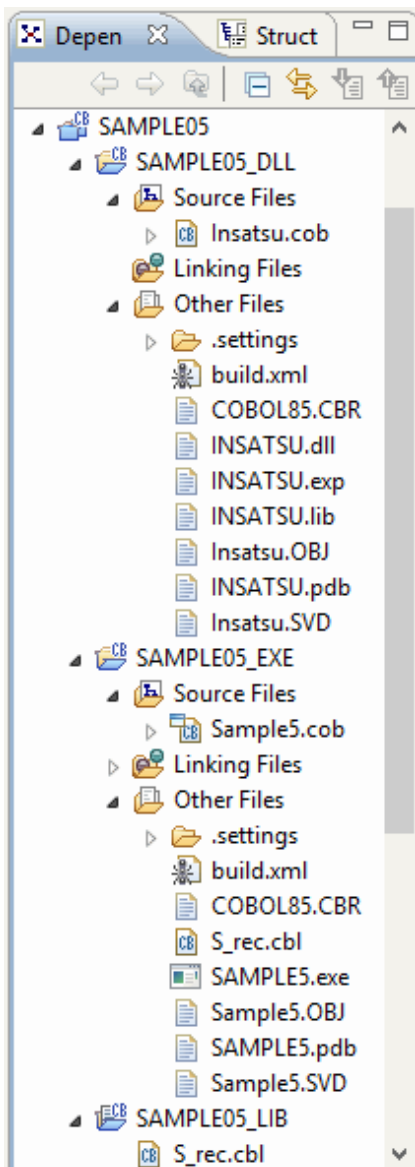 Depen Struct
SAMPLE05
SAMPLE05_DLL
Source Files
Insatsu.cob
Linking Files
Other Files
.settings
build.xml
COBOL85.CBR
INSATSU.dll
INSATSU.exp
INSATSU.lib
Insatsu.OBJ
INSATSU.pdb
Insatsu.SVD
SAMPLE05_EXE
Source Files
Sample5.cob
Linking Files
Other Files
.settings
build.xml
COBOL85.CBR
S_rec.cbl
SAMPLE5.exe
Sample5.OBJ
SAMPLE5.pdb
Sample5.SVD
SAMPLE05_LIB
S_rec.cbl